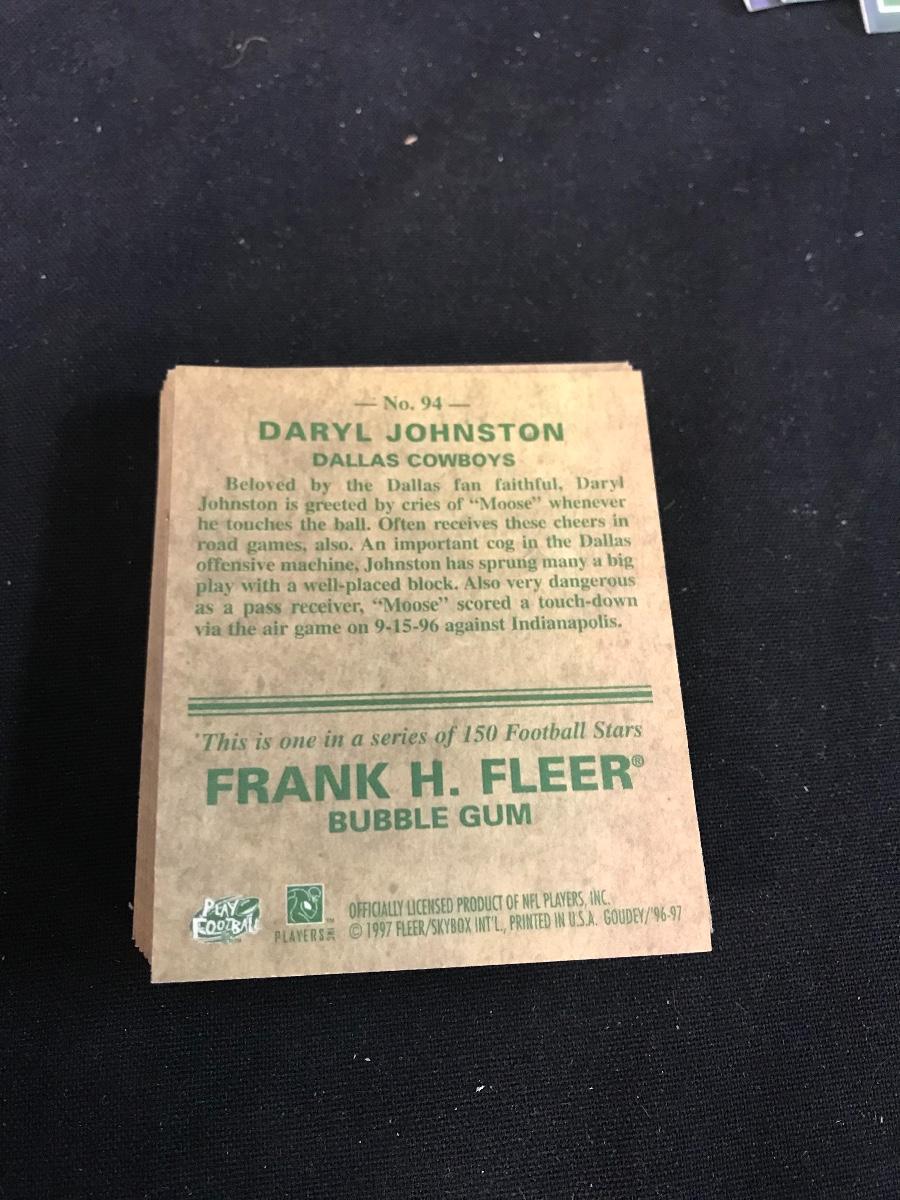 — No. 94 —
DARYL JOHNSTON
DALLAS COWBOYS
Beloved by the Dallas fan faithful, Daryl
Johnston is greeted by cries of “Moose” whenever
he touches the ball. Often receives these cheers in
road games, also. An important cog in the Dallas
offensive machine, Johnston has sprung many a big
play with a well-placed block. Also very dangerous
as a pass receiver, “Moose” scored a touch-down
via the air game on 9-15-96 against Indianapolis.
This is one in a series of 150 Football Stars
FRANK H. FLEER®
BUBBLE GUM
PLAY
FOOTBALL
PLAYERS INC
OFFICIALLY LICENSED PRODUCT OF NFL PLAYERS, INC.
© 1997 FLEER/SKYBOX INT'L., PRINTED IN U.S.A. GOUDEY/'96-97